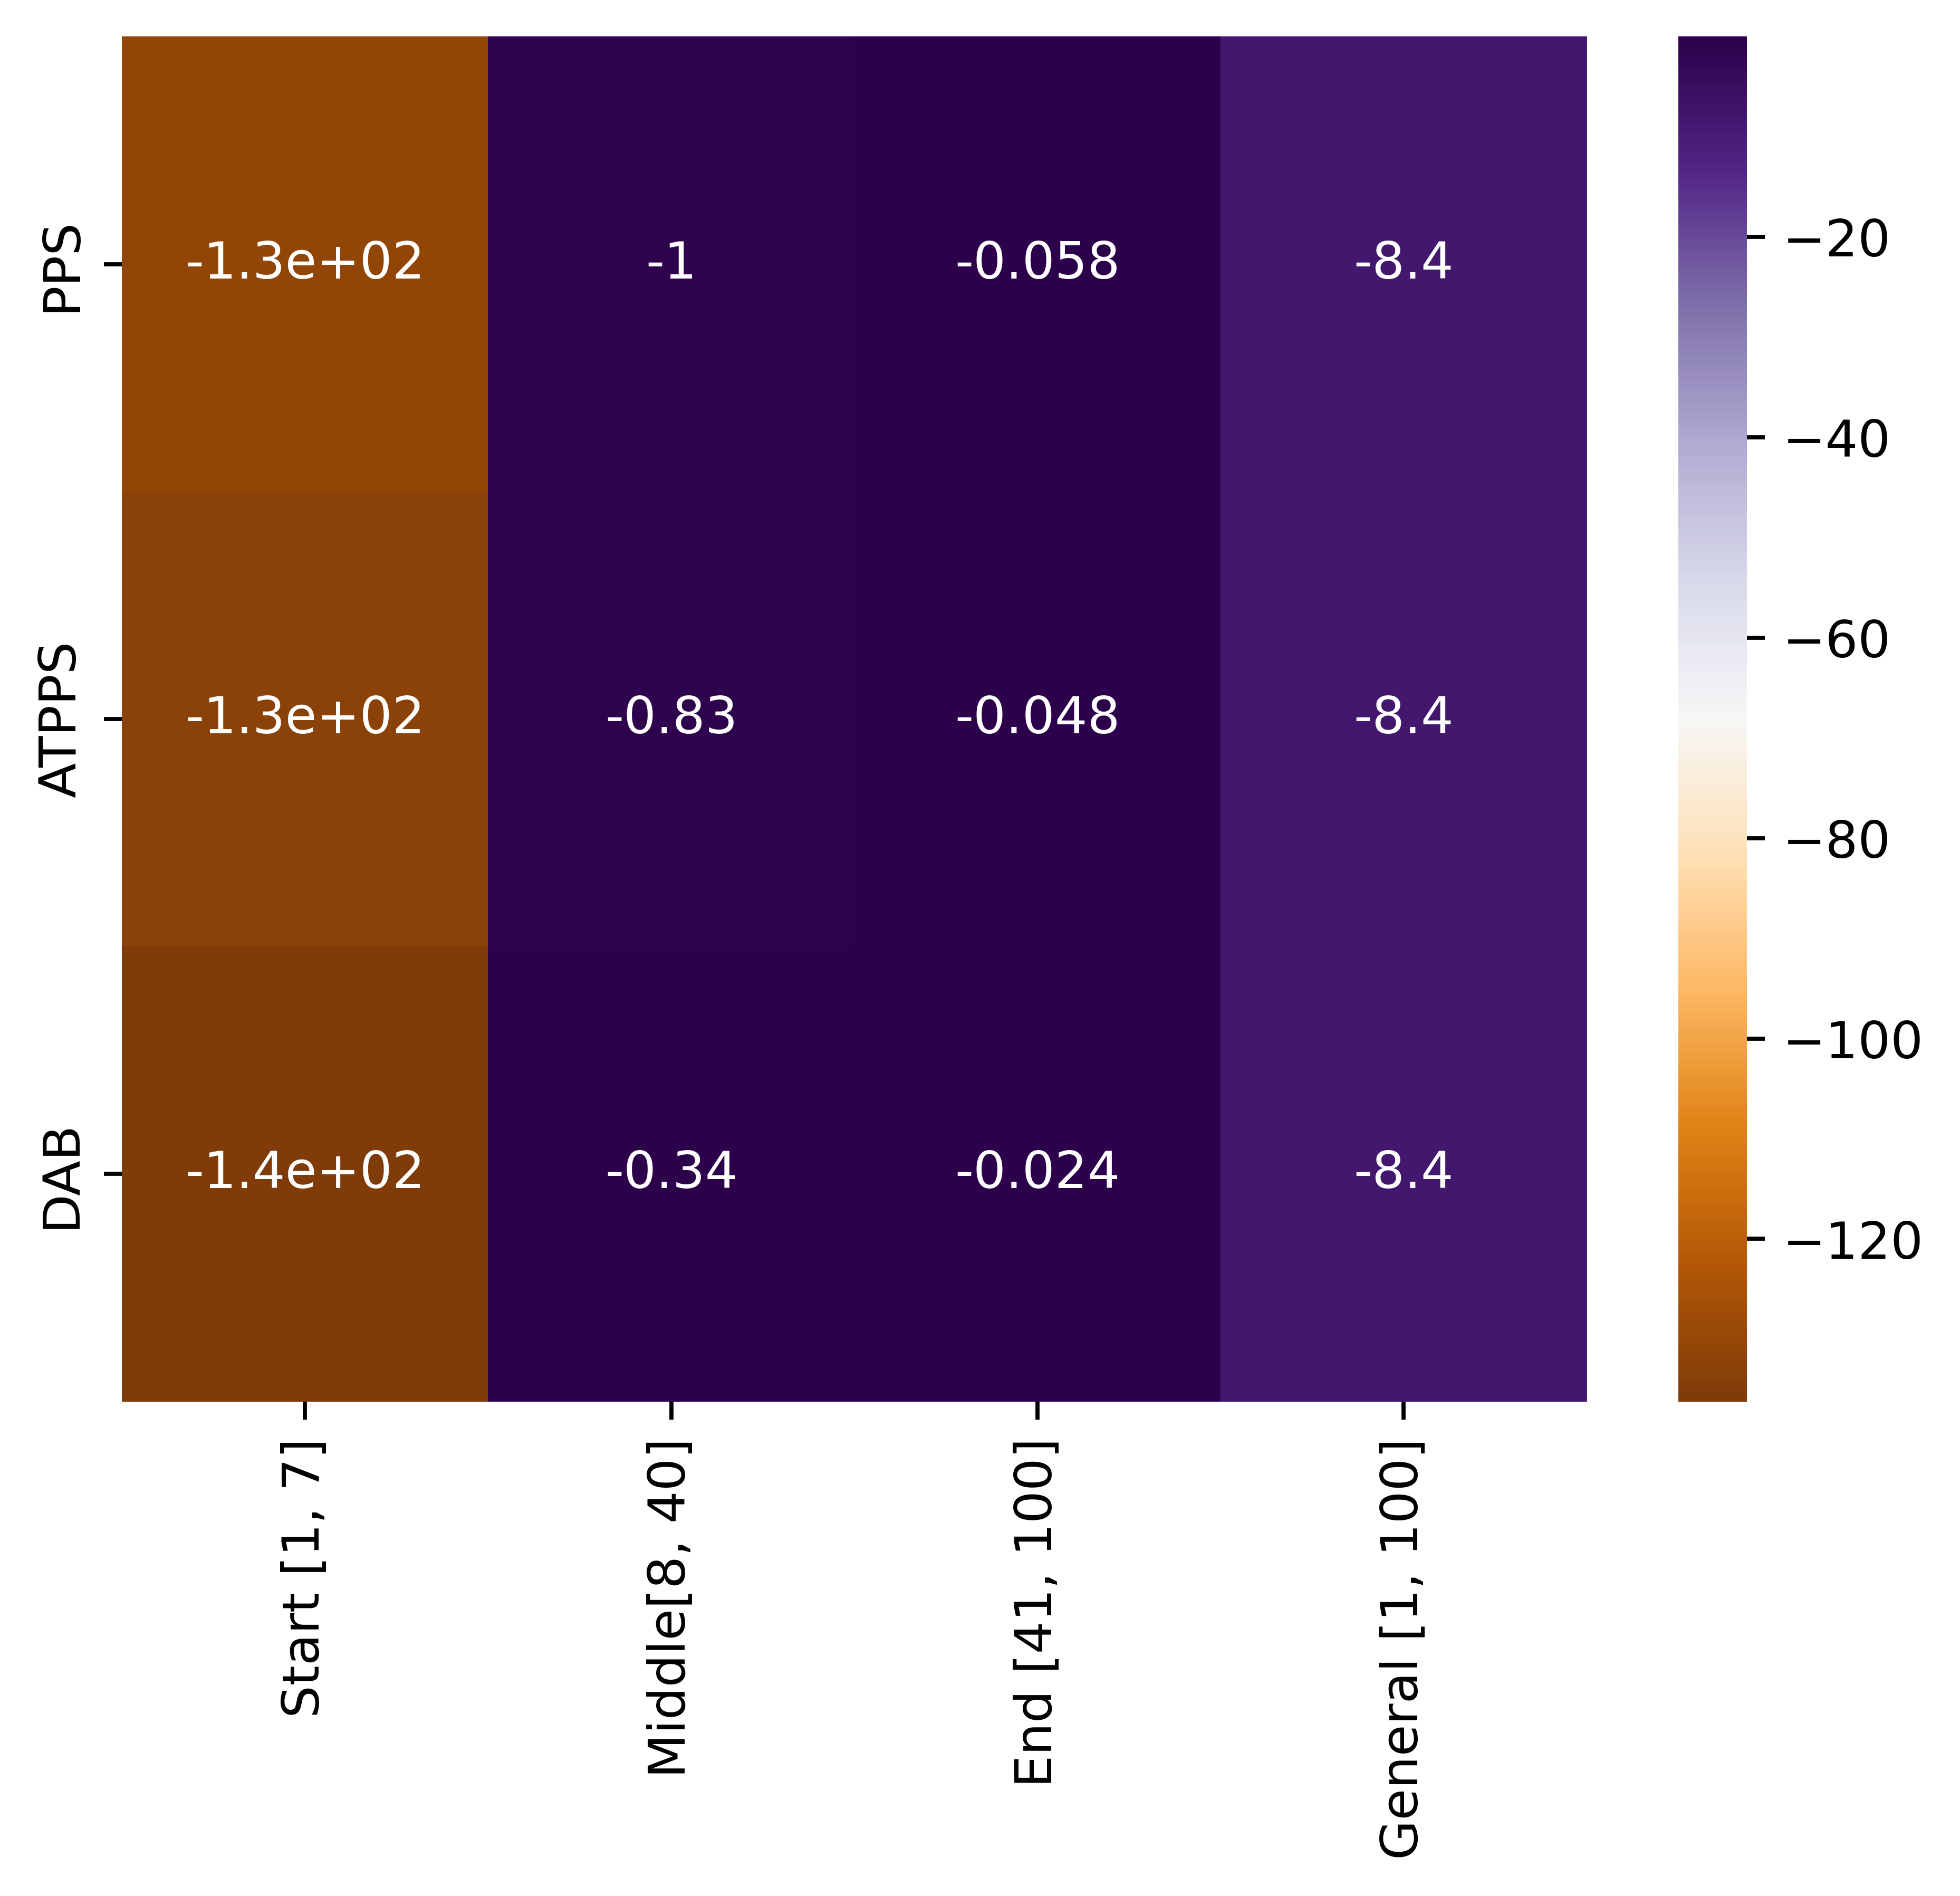 PPS
-1.3e+02
-1
-0.058
-8.4
ATPPS
-1.3e+02
-0.83
-0.048
-8.4
DAB
-1.4e+02
-0.34
-0.024
-8.4
Start [1, 7]
Middle[8, 40]
End [41, 100]
General [1, 100]
−20
−40
−60
−80
−100
−120